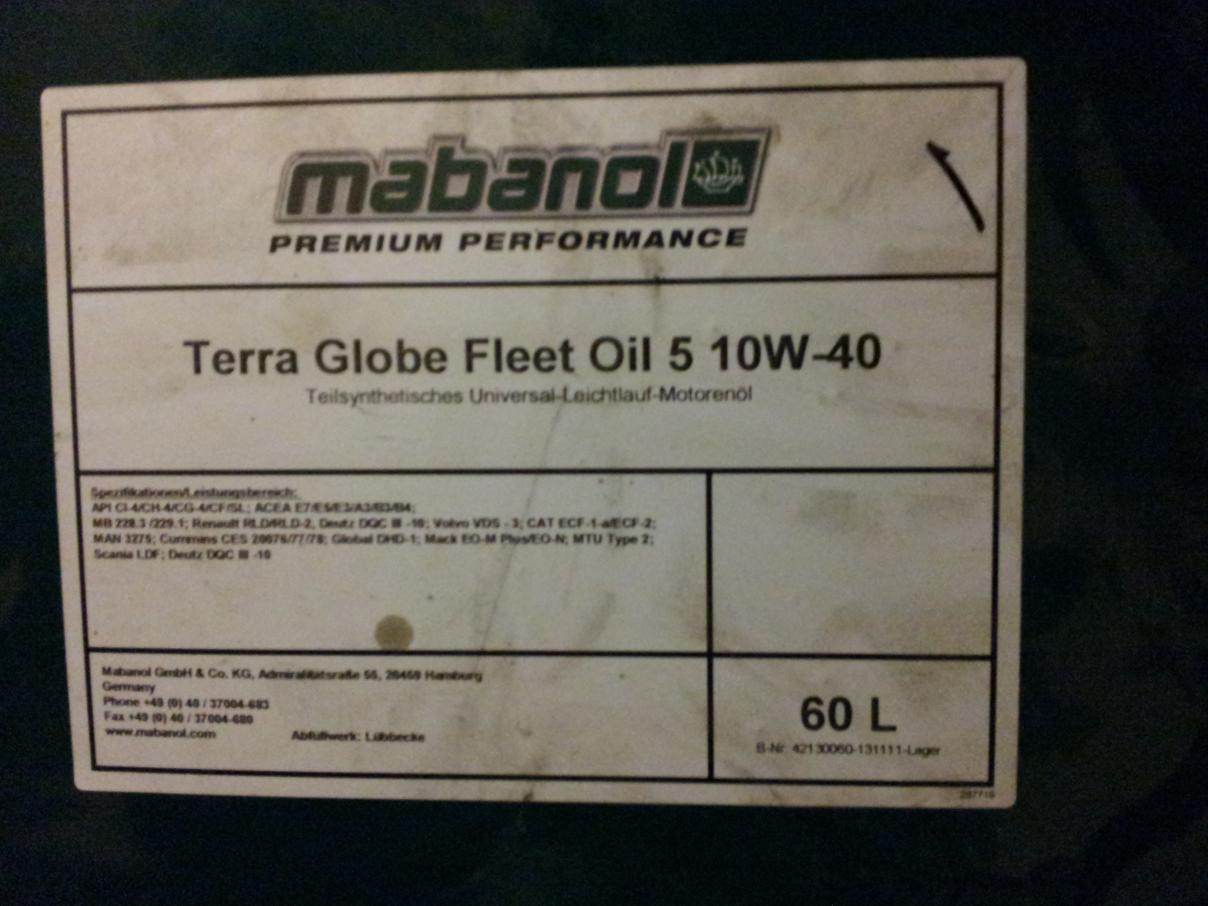 mabanol
PREMIUM PERFORMANCE
Terra Globe Fleet Oil 5 10W-40
Teilsynthetisches Universal-Leichtlauf-Motorenöl
Spezifikationen/Leistungsbereich:
API CI-4/CH-4/CG-4/CF/SL; ACEA E7/E5/E3/A3/B3/B4;
MB 228.3 /229.1; Renault RLD/RLD-2, Deutz DQC III -10; Volvo VDS - 3; CAT ECF-1-a/ECF-2;
MAN 3275; Cummins CES 20076/77/78; Global DHD-1; Mack EO-M Plus/EO-N; MTU Type 2;
Scania LDF; Deutz DQC III -10
Mabanol GmbH & Co. KG, Admiralitätsraße 55, 20459 Hamburg
Germany
Phone +49 (0) 40 / 37004-683
Fax +49 (0) 40 / 37004-680
www.mabanol.com
Abfüllwerk: Lübbecke
60 L
B-Nr. 42130060-131111-Lager